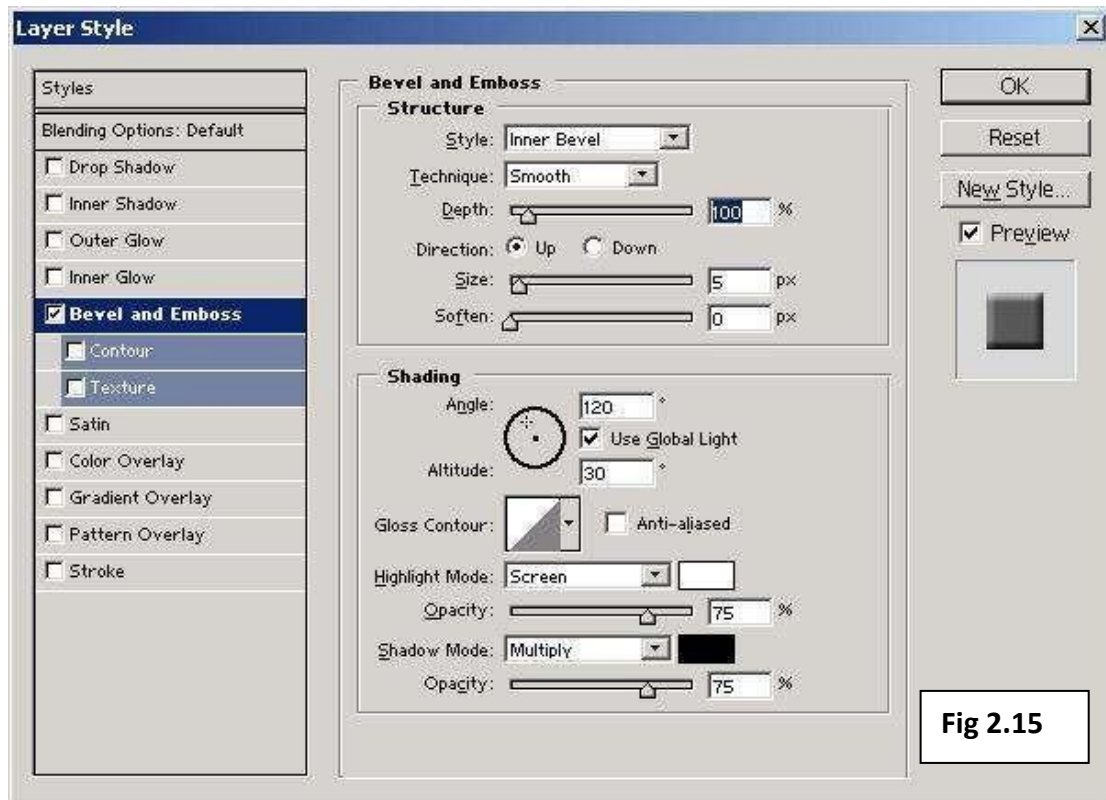 Layer Style
Styles
Blending Options: Default
Drop Shadow
Inner Shadow
Outer Glow
Inner Glow
Bevel and Emboss
Contour
Texture
Satin
Color Overlay
Gradient Overlay
Pattern Overlay
Stroke
Bevel and Emboss
Structure
Style: Inner Bevel
Technique: Smooth
Depth: 100 %
Direction: Up Down
Size: 5 px
Soften: 0 px
Shading
Angle: 120 °
Use Global Light
Altitude: 30 °
Gloss Contour: Anti-aliased
Highlight Mode: Screen
Opacity: 75 %
Shadow Mode: Multiply
Opacity: 75 %
OK
Reset
New Style...
Preview
Fig 2.15